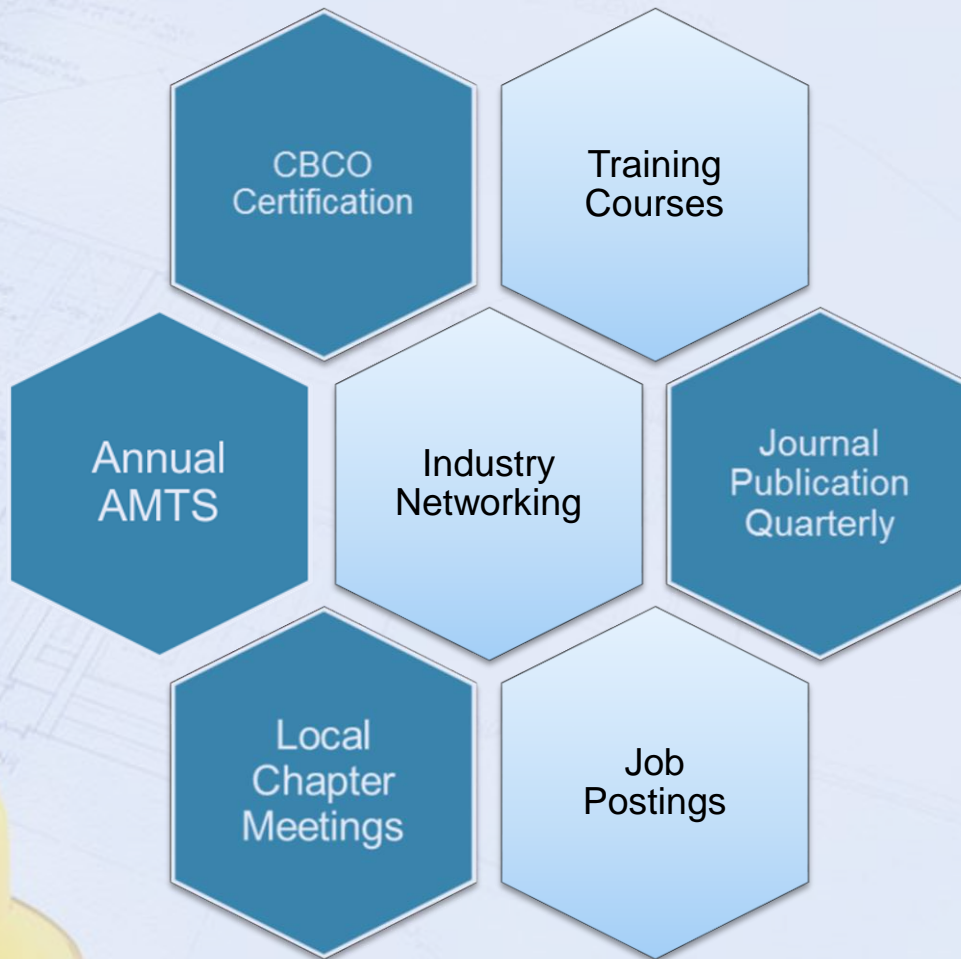 CBCO
Certification
Training
Courses
Annual
AMTS
Industry
Networking
Journal
Publication
Quarterly
Local
Chapter
Meetings
Job
Postings